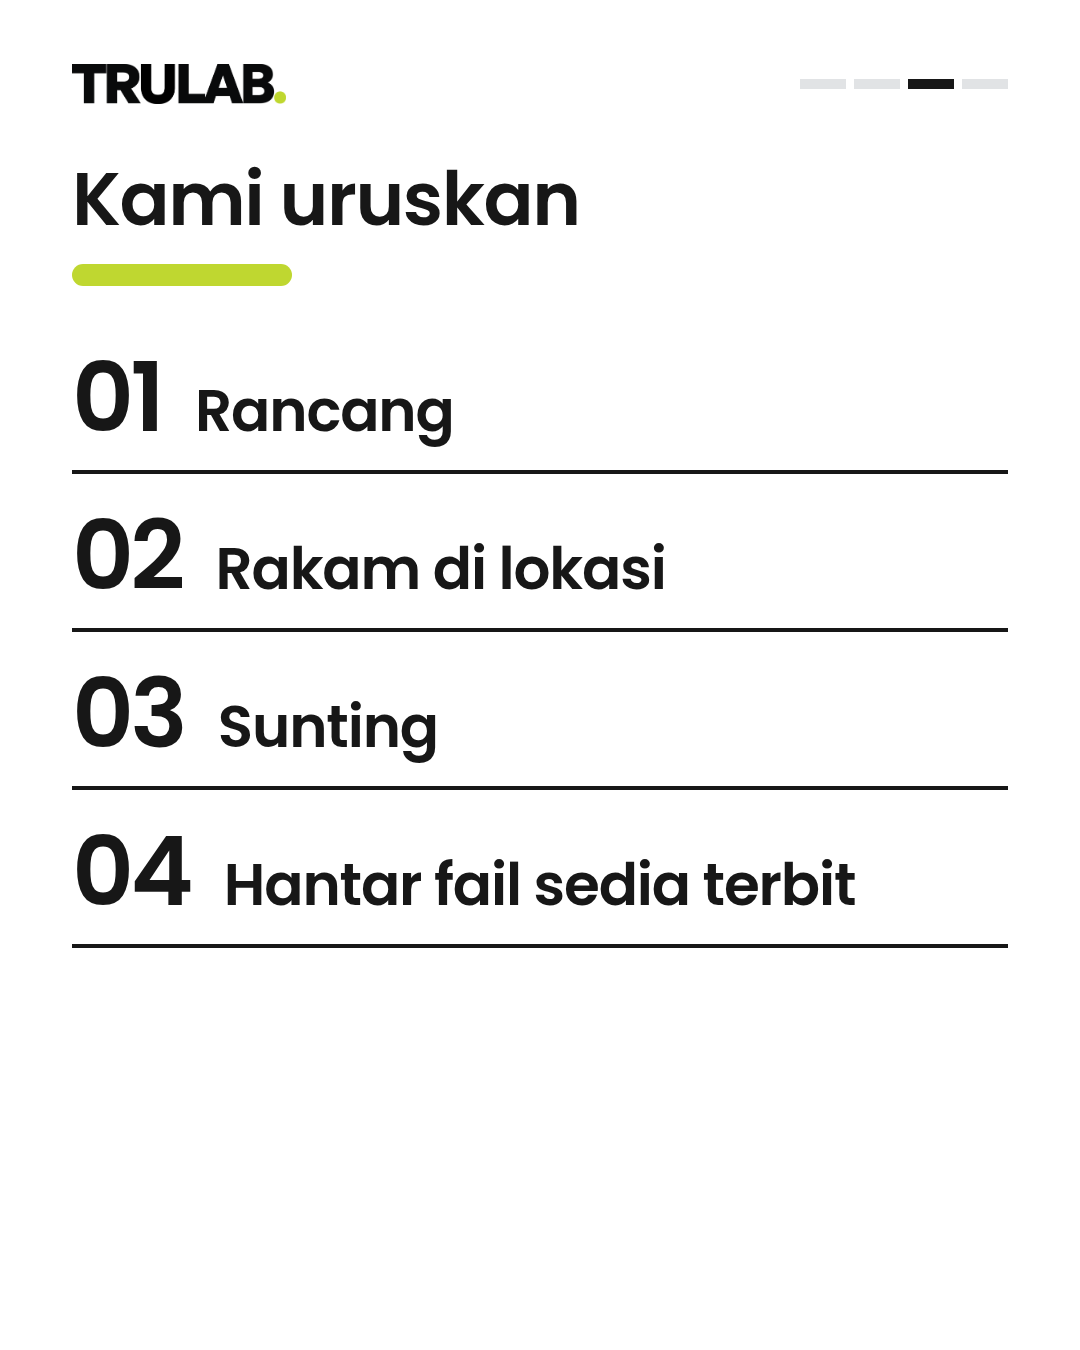 TRULAB.
Kami uruskan
01 Rancang
02 Rakam di lokasi
03 Sunting
04 Hantar fail sedia terbit